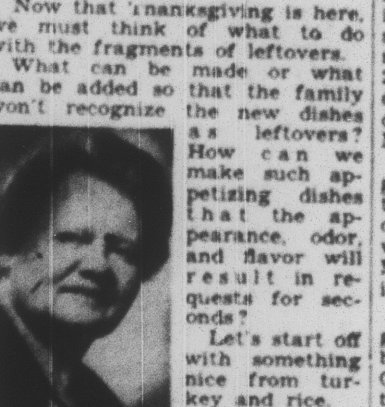 Now that Thanksgiving is here,
we must think of what to do
with the fragments of leftovers.
What can be made or what
can be added so that the family
won't recognize the new dishes
as leftovers?
How can we
make such ap-
petizing dishes
that the ap-
pearance, odor,
and flavor will
result in re-
quests for sec-
onds?
Let's start off
with something
nice from tur-
key and rice.